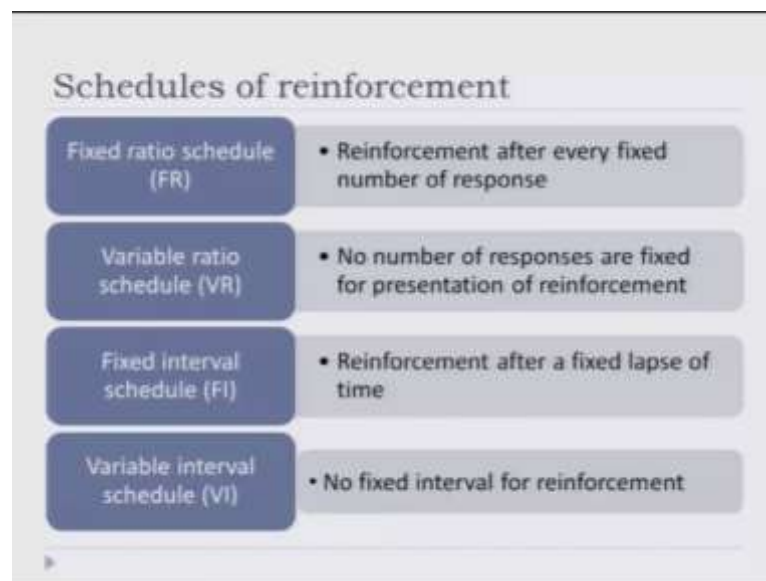 Schedules of reinforcement
Fixed ratio schedule
(FR)
• Reinforcement after every fixed
number of response
Variable ratio
schedule (VR)
• No number of responses are fixed
for presentation of reinforcement
Fixed interval
schedule (FI)
• Reinforcement after a fixed lapse of
time
Variable interval
schedule (VI)
• No fixed interval for reinforcement